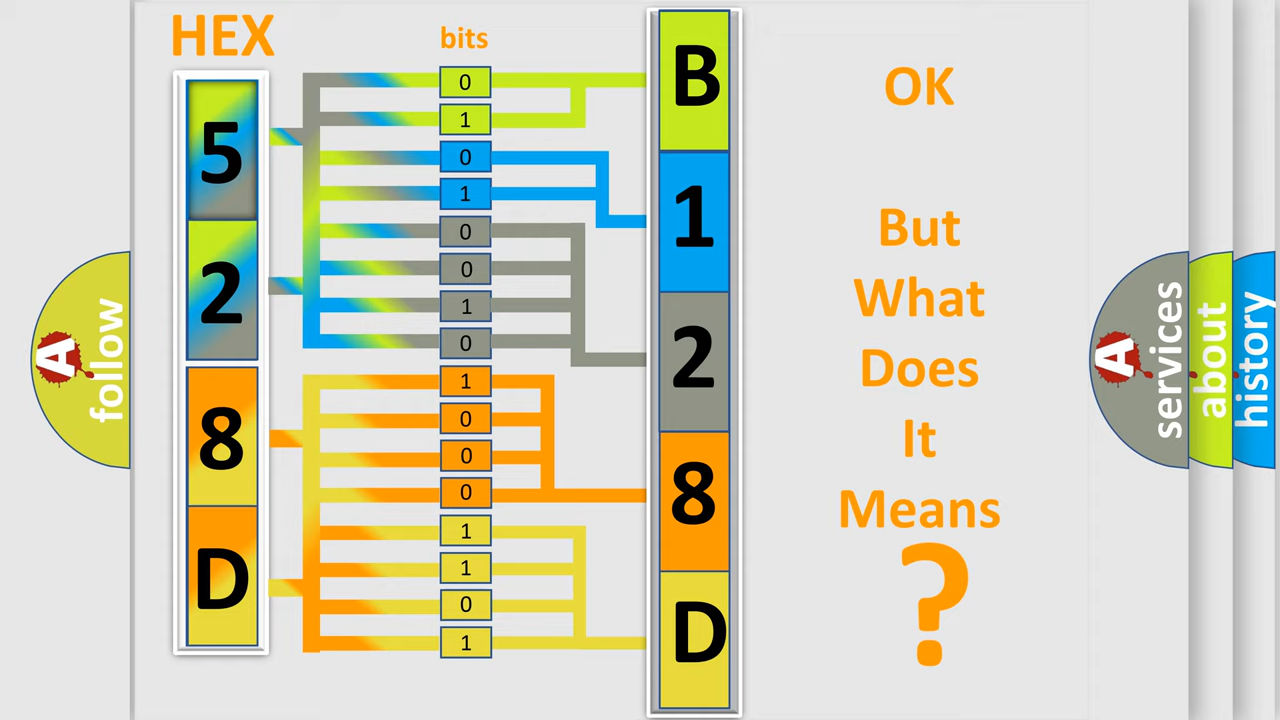 HEX
bits
5
2
8
D
0
1
0
1
0
0
1
0
1
0
0
0
1
1
0
1
B
1
2
8
D
OK
But
What
Does
It
Means
?
A
follow
A
services
about
history